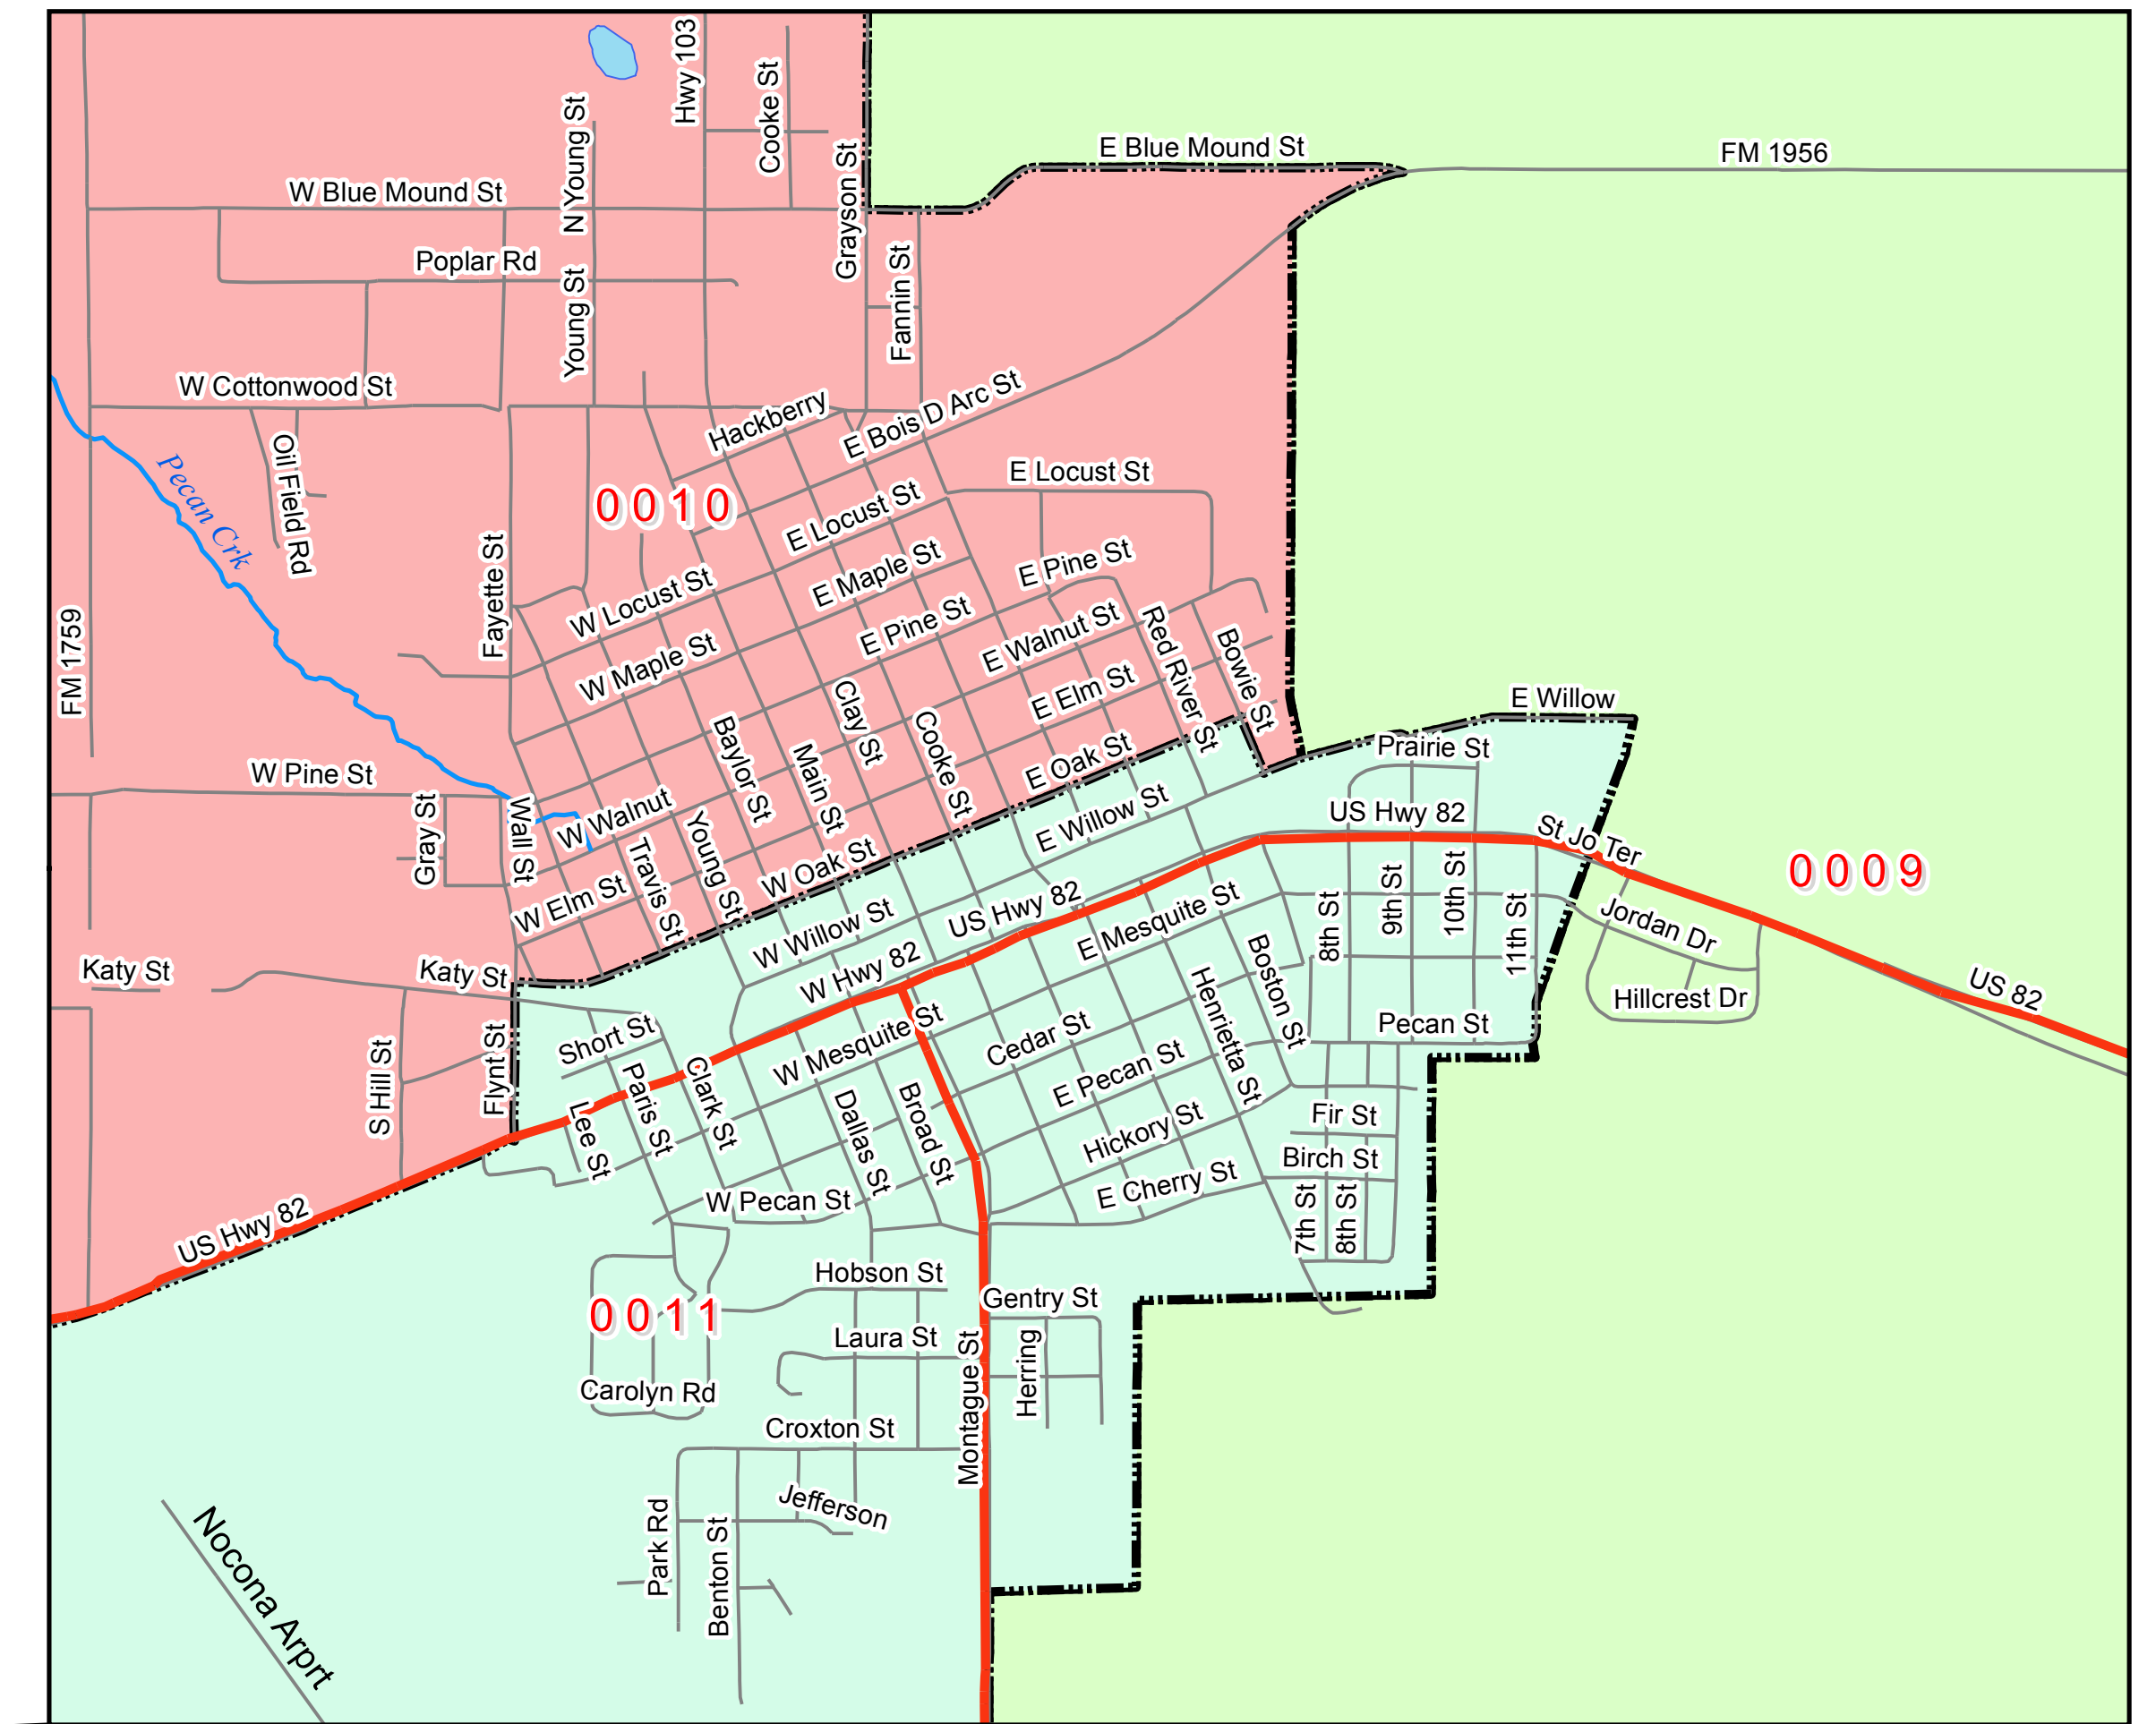 Hwy 103
Cooke St
N Young St
E Blue Mound St
FM 1956
W Blue Mound St
Grayson St
Poplar Rd
Fannin St
Young St
W Cottonwood St
Hackberry
E Bois D Arc St
Oil Field Rd
Pecan Crk
0010
E Locust St
E Locust St
Fayette St
W Locust St
E Maple St
E Pine St
FM 1759
W Maple St
E Pine St
E Walnut St
Red River St
Bowie St
E Elm St
Clay St
Cooke St
Baylor St
Main St
E Oak St
E Willow
Prairie St
W Pine St
Gray St
Wall St
W Walnut
Travis St
Young St
W Oak St
E Willow St
US Hwy 82
St Jo Ter
0009
W Elm St
W Willow St
US Hwy 82
E Mesquite St
8th St
9th St
10th St
11th St
Jordan Dr
Hillcrest Dr
US 82
Katy St
Katy St
W Hwy 82
Boston St
Henrietta St
Pecan St
Short St
W Mesquite St
Cedar St
E Pecan St
S Hill St
Flynt St
Lee St
Paris St
Clark St
Dallas St
Broad St
Hickory St
Fir St
Birch St
E Cherry St
7th St
8th St
W Pecan St
US Hwy 82
Hobson St
Gentry St
0011
Laura St
Herring
Montague St
Carolyn Rd
Croxton St
Jefferson
Park Rd
Benton St
Nocona Arprt